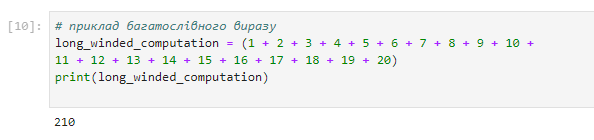 [10]: # приклад багатослівного виразу
long_winded_computation = (1 + 2 + 3 + 4 + 5 + 6 + 7 + 8 + 9 + 10 +
11 + 12 + 13 + 14 + 15 + 16 + 17 + 18 + 19 + 20)
print(long_winded_computation)
210